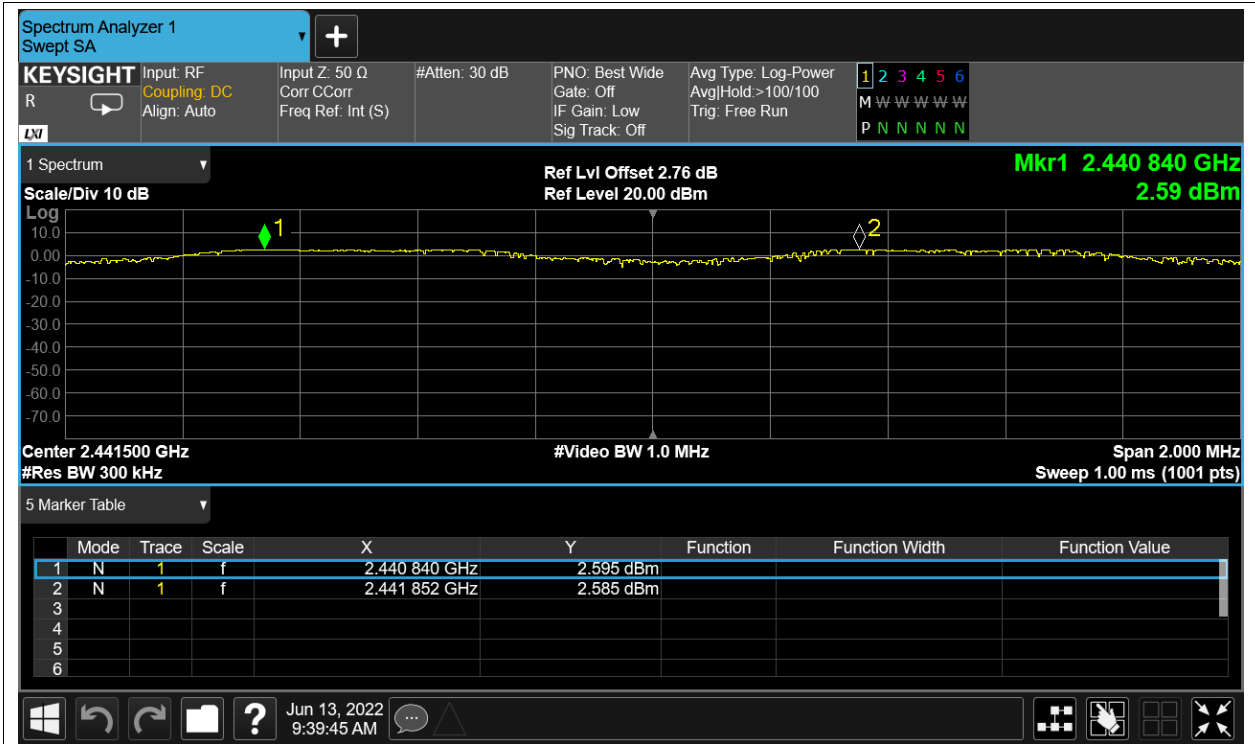 Spectrum Analyzer 1
Swept SA
KEYSIGHT
R
LXI
Input: RF
Coupling: DC
Align: Auto
Input Z: 50 Ω
Corr CCorr
Freq Ref: Int (S)
#Atten: 30 dB
PNO: Best Wide
Gate: Off
IF Gain: Low
Sig Track: Off
Avg Type: Log-Power
Avg|Hold:>100/100
Trig: Free Run
1 2 3 4 5 6
M W W W W W
P N N N N N
1 Spectrum
Scale/Div 10 dB
Ref Lvl Offset 2.76 dB
Ref Level 20.00 dBm
Mkr1 2.440 840 GHz
2.59 dBm
Log
10.0
0.00
-10.0
-20.0
-30.0
-40.0
-50.0
-60.0
-70.0
1
2
Center 2.441500 GHz
#Res BW 300 kHz
#Video BW 1.0 MHz
Span 2.000 MHz
Sweep 1.00 ms (1001 pts)
5 Marker Table
Mode Trace Scale X Y Function Function Width Function Value
1 N 1 f 2.440 840 GHz 2.595 dBm
2 N 1 f 2.441 852 GHz 2.585 dBm
3
4
5
6
?
Jun 13, 2022
9:39:45 AM